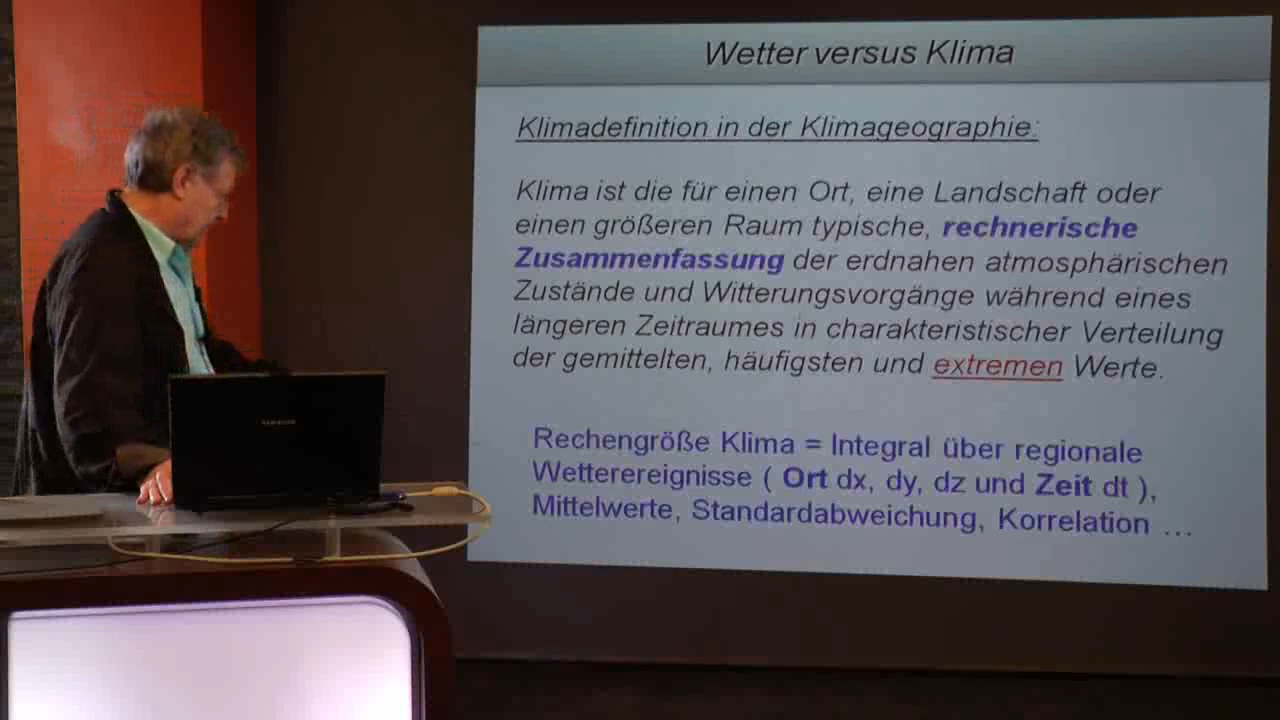 Wetter versus Klima
Klimadefinition in der Klimageographie:
Klima ist die für einen Ort, eine Landschaft oder
einen größeren Raum typische, rechnerische
Zusammenfassung der erdnahen atmosphärischen
Zustände und Witterungsvorgänge während eines
längeren Zeitraumes in charakteristischer Verteilung
der gemittelten, häufigsten und extremen Werte.
Rechengröße Klima = Integral über regionale
Wetterereignisse ( Ort dx, dy, dz und Zeit dt ),
Mittelwerte, Standardabweichung, Korrelation ...
SAMSUNG